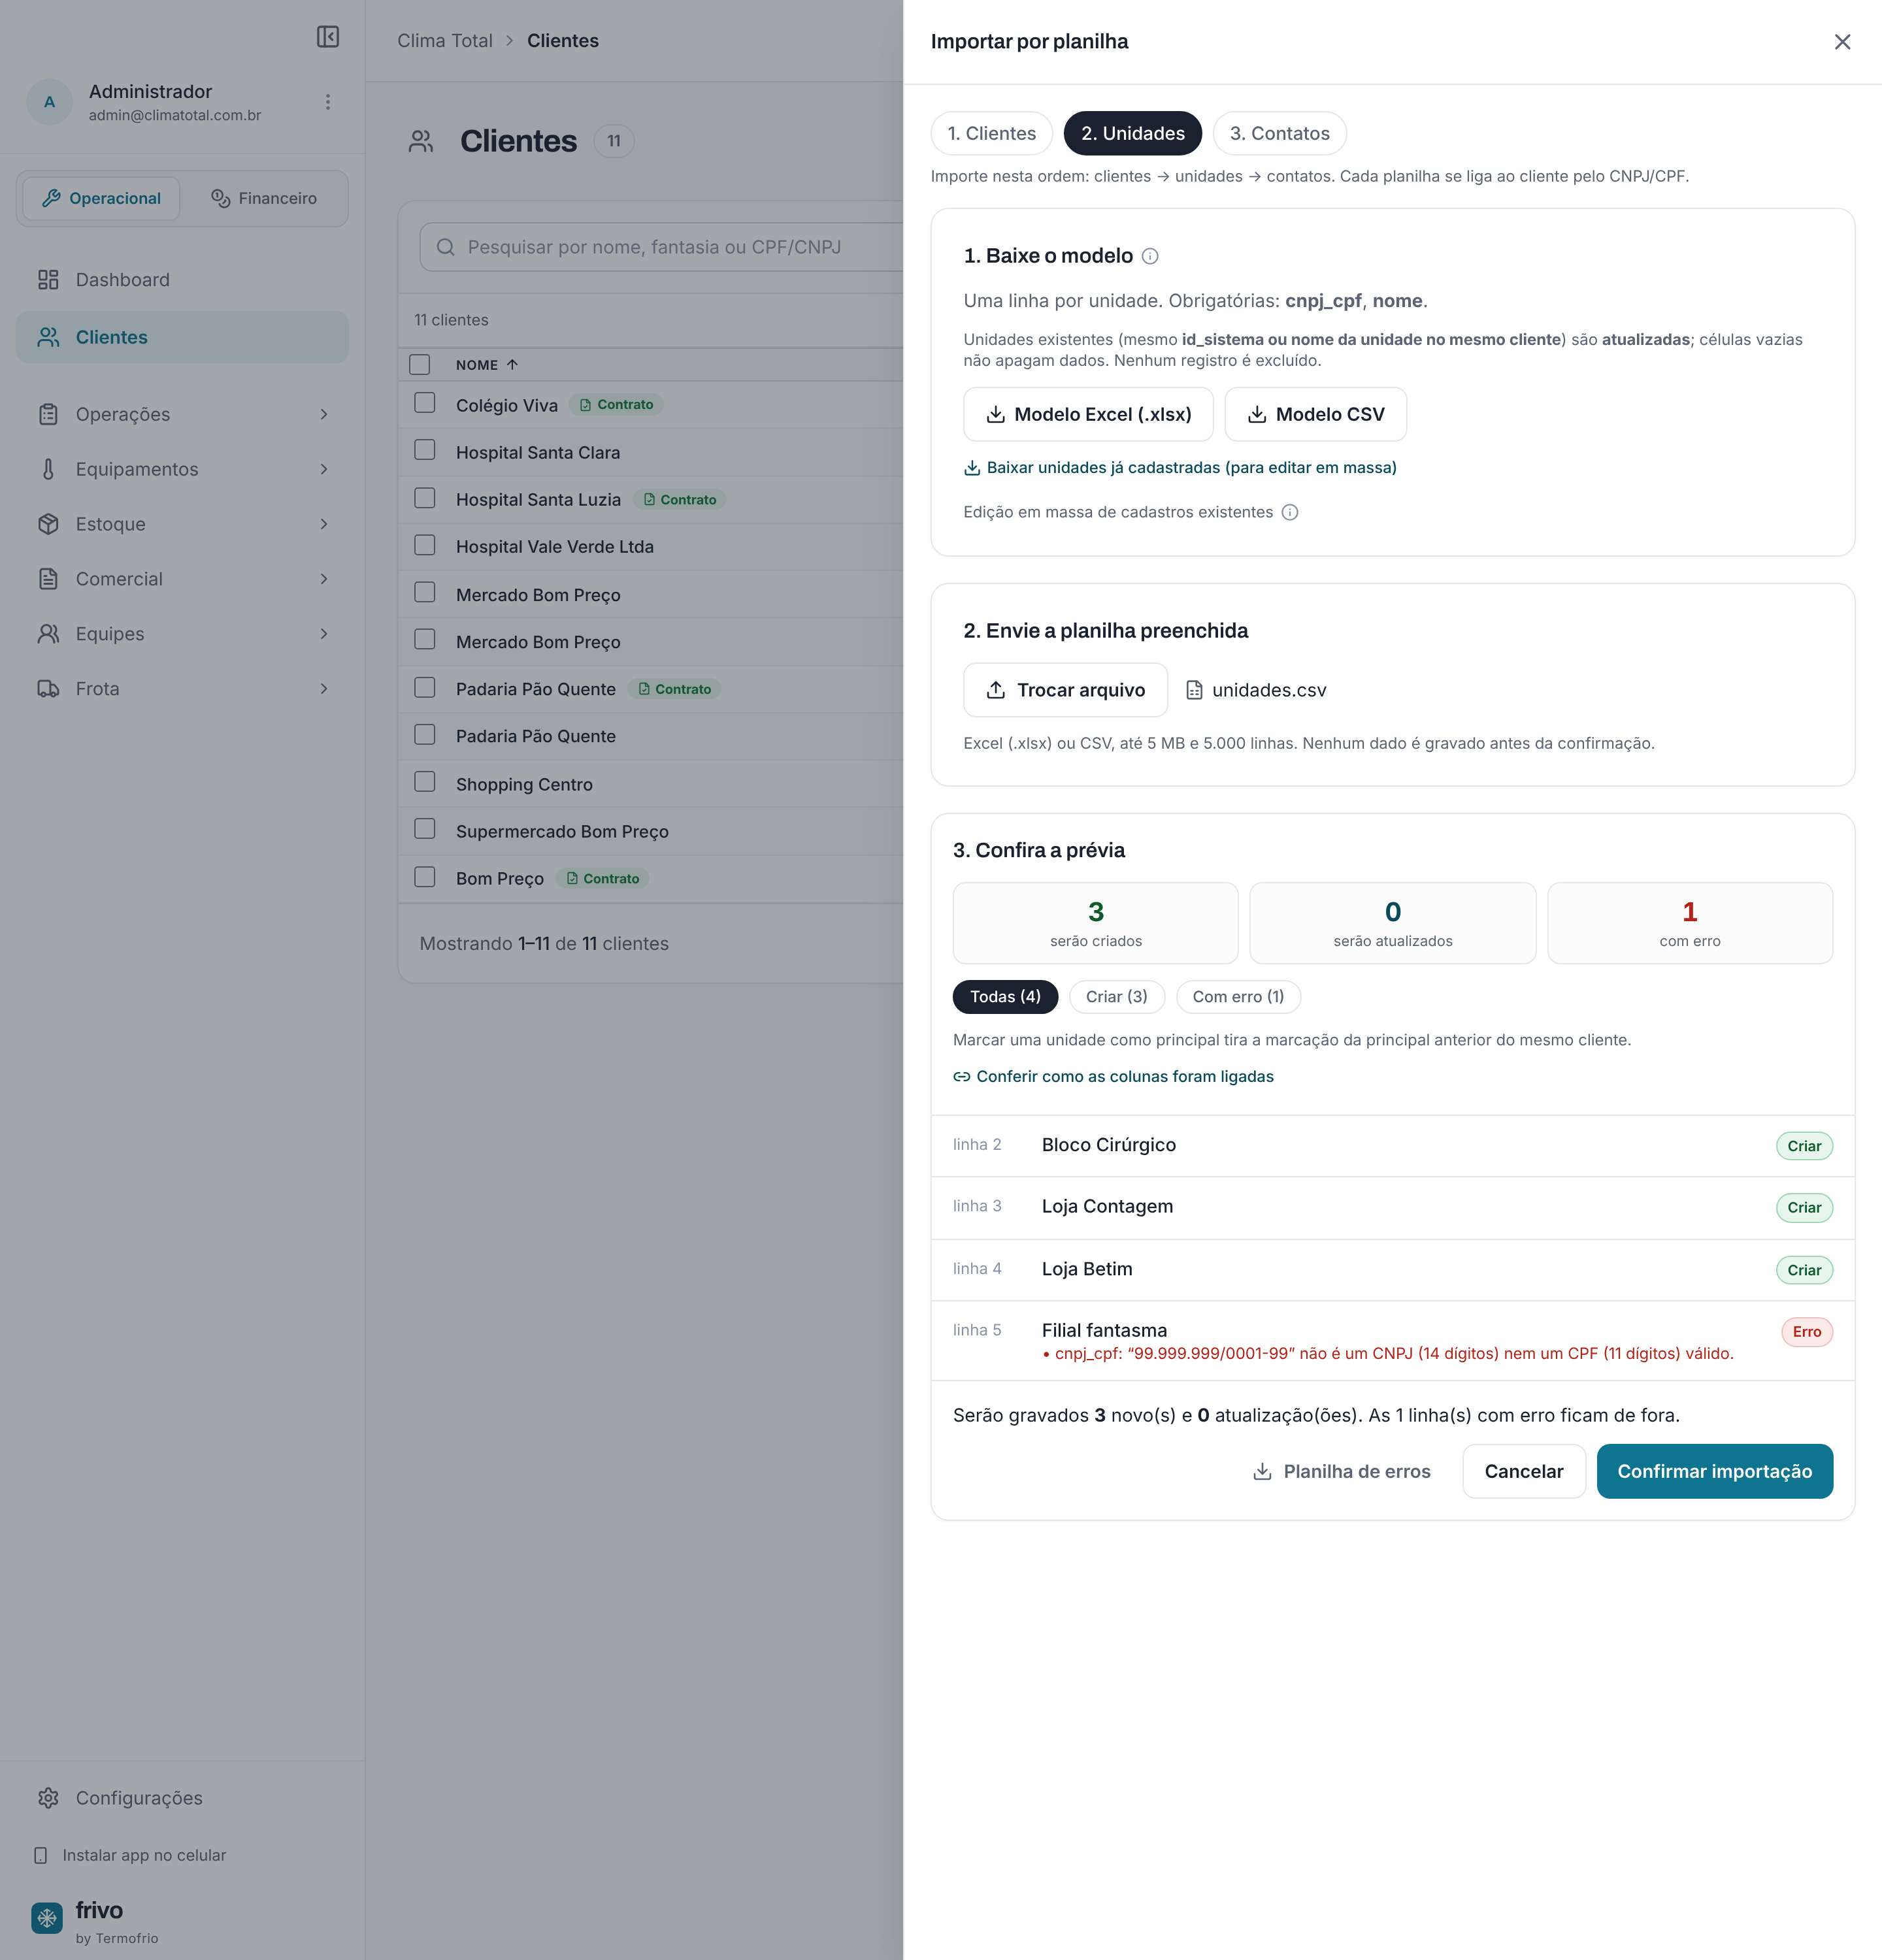 A
Administrador
admin@climatotal.com.br
Operacional
Financeiro
Dashboard
Clientes
Operações
Equipamentos
Estoque
Comercial
Equipes
Frota
Configurações
Instalar app no celular
frivo
by Termofrio
Clima Total > Clientes
Clientes 11
Pesquisar por nome, fantasia ou CPF/CNPJ
11 clientes
NOME ↑
Colégio Viva Contrato
Hospital Santa Clara
Hospital Santa Luzia Contrato
Hospital Vale Verde Ltda
Mercado Bom Preço
Mercado Bom Preço
Padaria Pão Quente Contrato
Padaria Pão Quente
Shopping Centro
Supermercado Bom Preço
Bom Preço Contrato
Mostrando 1–11 de 11 clientes
Importar por planilha
1. Clientes 2. Unidades 3. Contatos
Importe nesta ordem: clientes → unidades → contatos. Cada planilha se liga ao cliente pelo CNPJ/CPF.
1. Baixe o modelo
Uma linha por unidade. Obrigatórias: cnpj_cpf, nome.
Unidades existentes (mesmo id_sistema ou nome da unidade no mesmo cliente) são atualizadas; células vazias
não apagam dados. Nenhum registro é excluído.
Modelo Excel (.xlsx) Modelo CSV
Baixar unidades já cadastradas (para editar em massa)
Edição em massa de cadastros existentes
2. Envie a planilha preenchida
Trocar arquivo unidades.csv
Excel (.xlsx) ou CSV, até 5 MB e 5.000 linhas. Nenhum dado é gravado antes da confirmação.
3. Confira a prévia
3 0 1
serão criados serão atualizados com erro
Todas (4) Criar (3) Com erro (1)
Marcar uma unidade como principal tira a marcação da principal anterior do mesmo cliente.
Conferir como as colunas foram ligadas
linha 2 Bloco Cirúrgico Criar
linha 3 Loja Contagem Criar
linha 4 Loja Betim Criar
linha 5 Filial fantasma Erro
• cnpj_cpf: “99.999.999/0001-99” não é um CNPJ (14 dígitos) nem um CPF (11 dígitos) válido.
Serão gravados 3 novo(s) e 0 atualização(ões). As 1 linha(s) com erro ficam de fora.
Planilha de erros Cancelar Confirmar importação